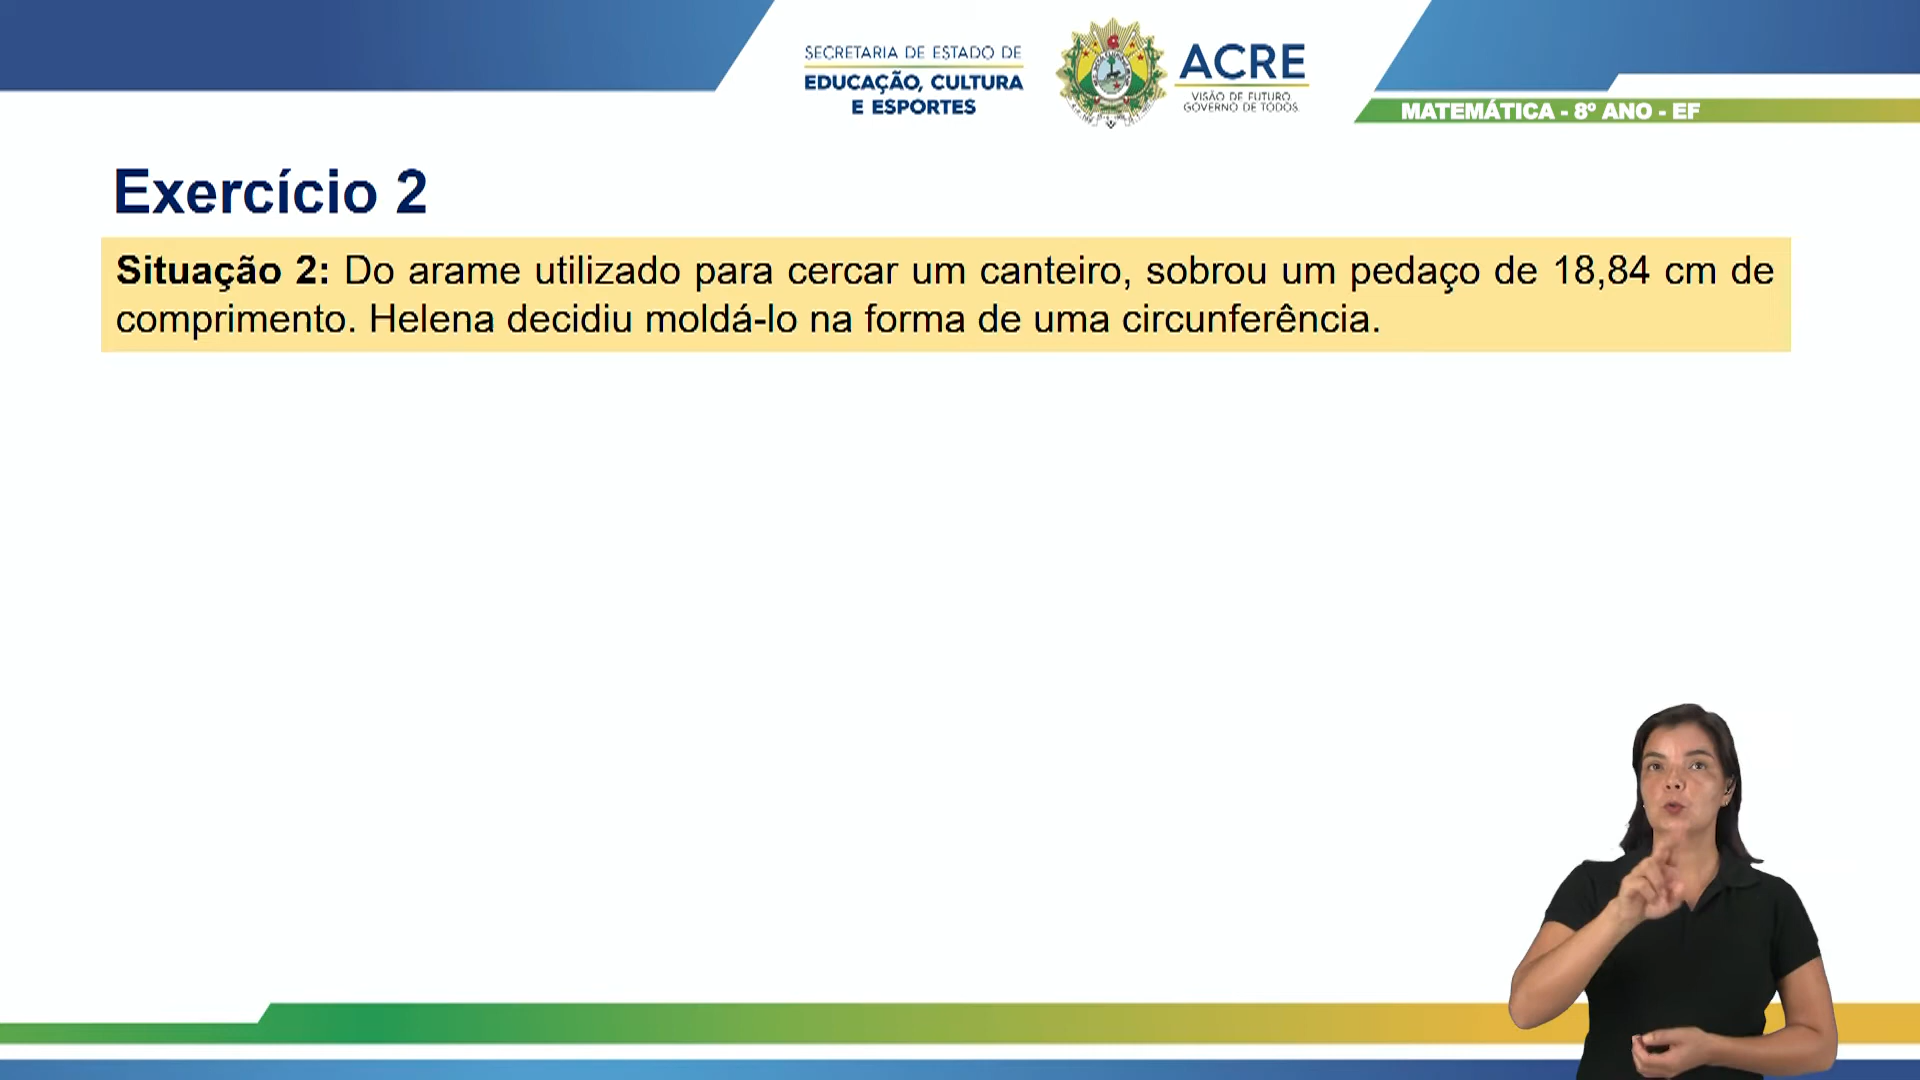 SECRETARIA DE ESTADO DE
EDUCAÇÃO, CULTURA
E ESPORTES
ACRE
VISÃO DE FUTURO.
GOVERNO DE TODOS.
MATEMÁTICA - 8º ANO - EF
Exercício 2
Situação 2: Do arame utilizado para cercar um canteiro, sobrou um pedaço de 18,84 cm de
comprimento. Helena decidiu moldá-lo na forma de uma circunferência.